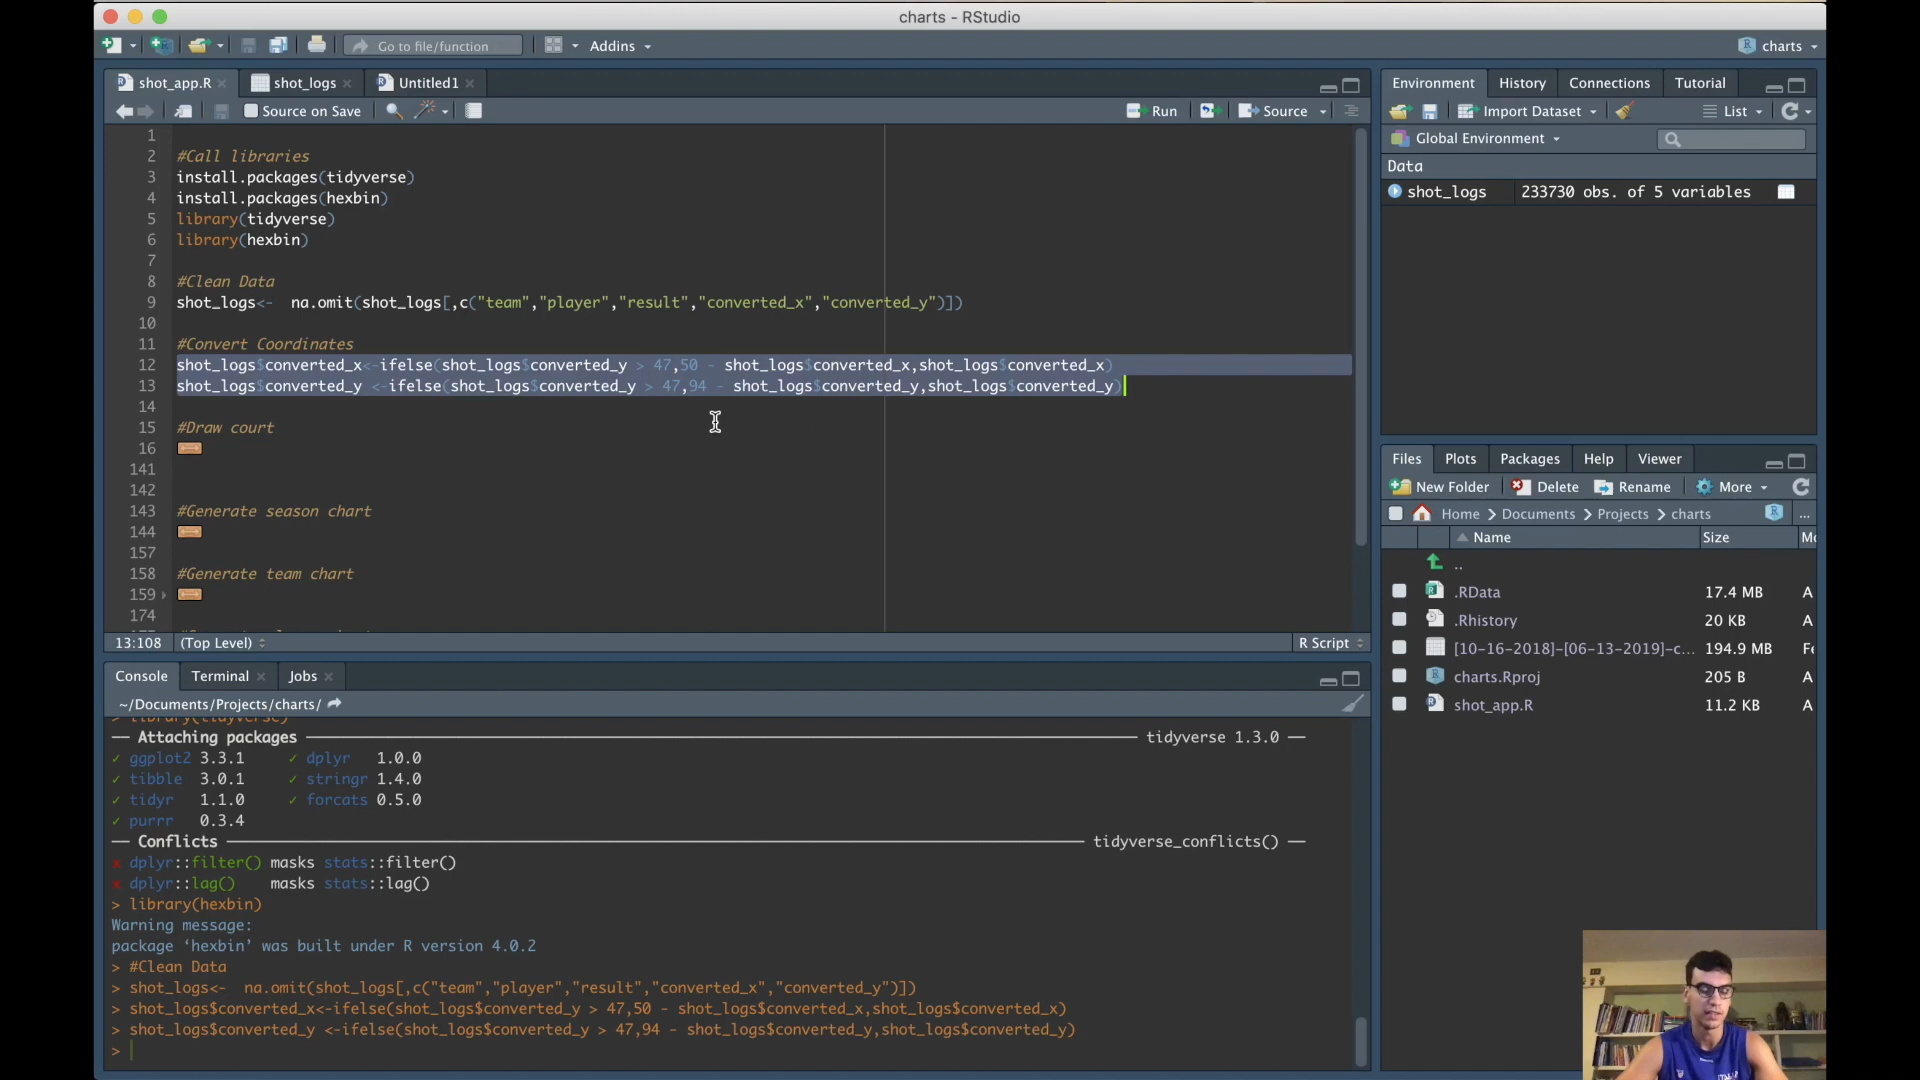 charts - RStudio
Go to file/function
Addins
charts
shot_app.R
shot_logs
Untitled1
Source on Save
Run
Source
1
2 #Call libraries
3 install.packages(tidyverse)
4 install.packages(hexbin)
5 library(tidyverse)
6 library(hexbin)
7
8 #Clean Data
9 shot_logs<-  na.omit(shot_logs[,c("team","player","result","converted_x","converted_y")])
10
11 #Convert Coordinates
12 shot_logs$converted_x<-ifelse(shot_logs$converted_y > 47,50 - shot_logs$converted_x,shot_logs$converted_x)
13 shot_logs$converted_y <-ifelse(shot_logs$converted_y > 47,94 - shot_logs$converted_y,shot_logs$converted_y)
14
15 #Draw court
16
141
142
143 #Generate season chart
144
157
158 #Generate team chart
159
174
13:108 (Top Level) R Script
Console Terminal Jobs
~/Documents/Projects/charts/
> library(tidyverse)
── Attaching packages ── tidyverse 1.3.0 ──
✓ ggplot2 3.3.1 ✓ dplyr 1.0.0
✓ tibble 3.0.1 ✓ stringr 1.4.0
✓ tidyr 1.1.0 ✓ forcats 0.5.0
✓ purrr 0.3.4
── Conflicts ── tidyverse_conflicts() ──
x dplyr::filter() masks stats::filter()
x dplyr::lag() masks stats::lag()
> library(hexbin)
Warning message:
package ‘hexbin’ was built under R version 4.0.2
> #Clean Data
> shot_logs<-  na.omit(shot_logs[,c("team","player","result","converted_x","converted_y")])
> shot_logs$converted_x<-ifelse(shot_logs$converted_y > 47,50 - shot_logs$converted_x,shot_logs$converted_x)
> shot_logs$converted_y <-ifelse(shot_logs$converted_y > 47,94 - shot_logs$converted_y,shot_logs$converted_y)
>
Environment History Connections Tutorial
Import Dataset List
Global Environment
Data
shot_logs 233730 obs. of 5 variables
Files Plots Packages Help Viewer
New Folder Delete Rename More
Home Documents Projects charts ...
Name Size
..
.RData 17.4 MB A
.Rhistory 20 KB A
[10-16-2018]-[06-13-2019]-c... 194.9 MB Fe
charts.Rproj 205 B A
shot_app.R 11.2 KB A